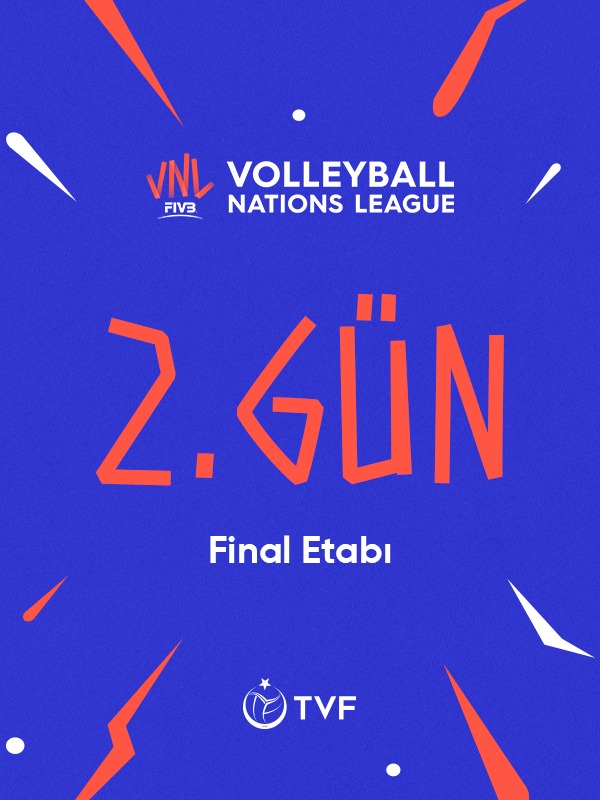 VNL
FIVB
VOLLEYBALL
NATIONS LEAGUE
2.GÜN
Final Etabı
TVF